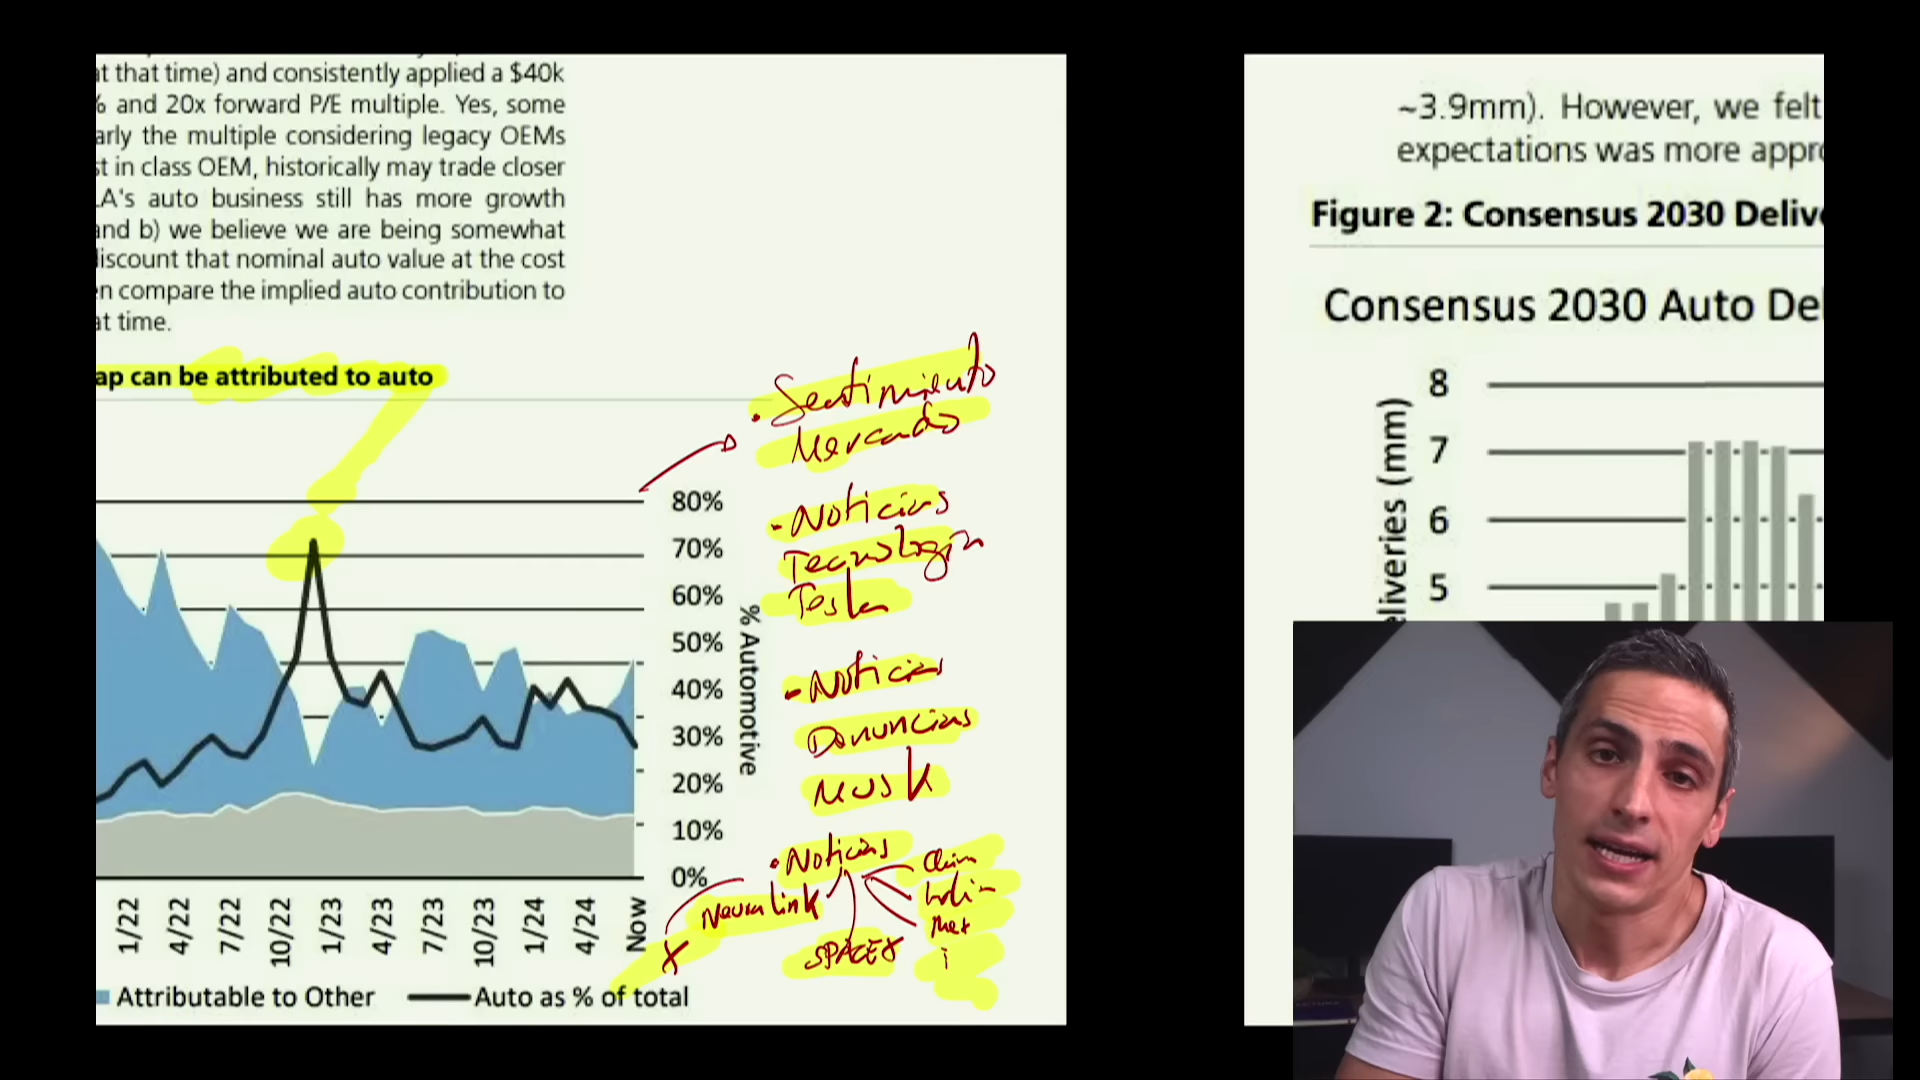 at that time) and consistently applied a $40k
% and 20x forward P/E multiple. Yes, some
arly the multiple considering legacy OEMs
st in class OEM, historically may trade closer
LA's auto business still has more growth
and b) we believe we are being somewhat
discount that nominal auto value at the cost
en compare the implied auto contribution to
at time.
ap can be attributed to auto
80%
70%
60%
50%
40%
30%
20%
10%
0%
% Automotive
1/22
4/22
7/22
10/22
1/23
4/23
7/23
10/23
1/24
4/24
Now
Attributable to Other
Auto as % of total
• Sentimiento
Mercado
- Noticias
Tecnología
Tesla
- Noticias
Denuncias
Musk
• Noticias
Neuralink
X
SPACEX
China
Indi
Mex
~3.9mm). However, we felt
expectations was more appro
Figure 2: Consensus 2030 Delive
Consensus 2030 Auto Del
8
7
6
5
eliveries (mm)